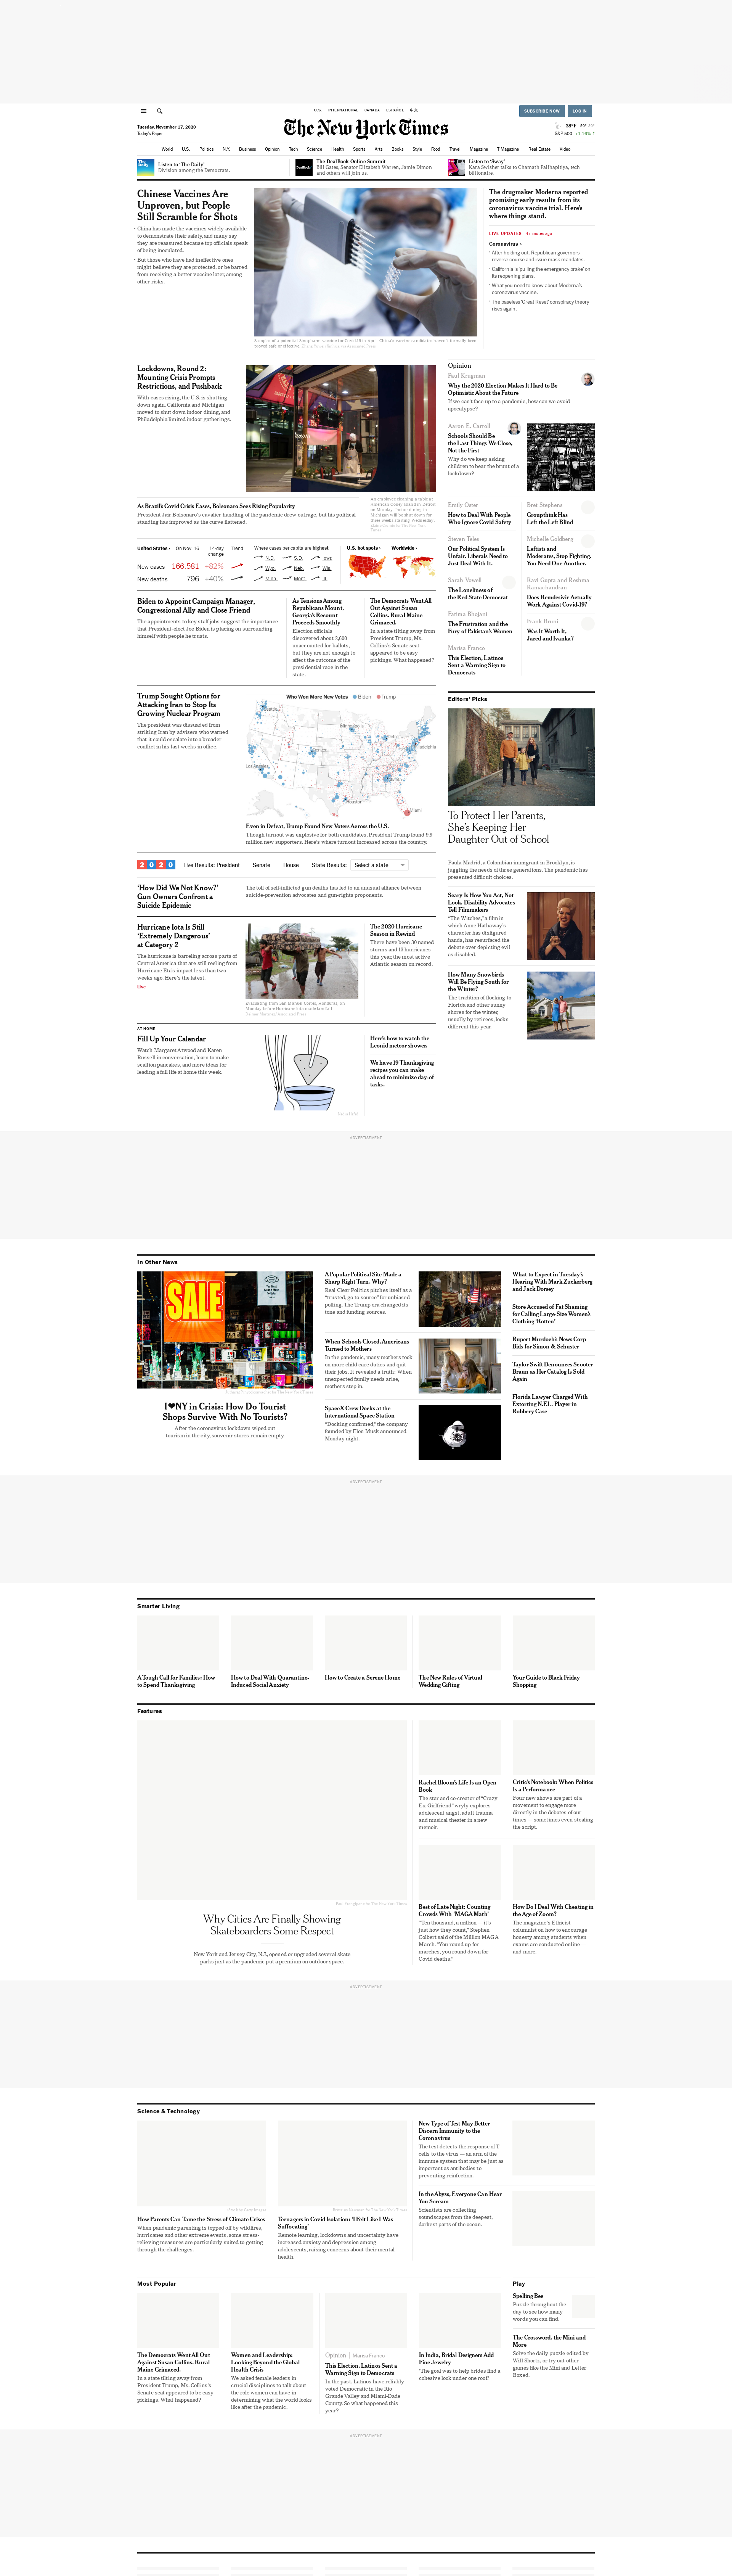 U.S. INTERNATIONAL CANADA ESPAÑOL 中文
SUBSCRIBE NOW
LOG IN
Tuesday, November 17, 2020
Today's Paper
The New York Times
38°F
S&P 500
World U.S. Politics N.Y. Business Opinion Tech Science Health Sports Arts Books Style Food Travel Magazine T Magazine Real Estate Video
Listen to 'The Daily'
Division among the Democrats.
The DealBook Online Summit
Bill Gates, Senator Elizabeth Warren, Jamie Dimon
and others will join us.
Listen to 'Sway'
Kara Swisher talks to Chamath Palihapitiya, tech
billionaire.
Chinese Vaccines Are
Unproven, but People
Still Scramble for Shots
China has made the vaccines widely available
to demonstrate their safety, and many say
they are reassured because top officials speak
of being inoculated.
But those who have had ineffective ones
might believe they are protected, or be barred
from receiving a better vaccine later, among
other risks.
The drugmaker Moderna reported
promising early results from its
coronavirus vaccine trial. Here's
where things stand.
LIVE UPDATES 4 minutes ago
Coronavirus ›
After holding out, Republican governors
reverse course and issue mask mandates.
California is 'pulling the emergency brake' on
its reopening plans.
What you need to know about Moderna's
coronavirus vaccine.
The baseless 'Great Reset' conspiracy theory
rises again.
Lockdowns, Round 2:
Mounting Crisis Prompts
Restrictions, and Pushback
With cases rising, the U.S. is shutting
down again. California and Michigan
moved to shut down indoor dining, and
Philadelphia limited indoor gatherings.
As Brazil's Covid Crisis Eases, Bolsonaro Sees Rising Popularity
President Jair Bolsonaro's cavalier handling of the pandemic drew outrage, but his political
standing has improved as the curve flattened.
United States › On Nov. 16 14-day
change Trend
New cases 166,581 +82%
New deaths 796 +40%
Where cases per capita are highest
N.D. S.D. Iowa
Wyo. Neb. Wis.
Minn. Mont. Ill.
U.S. hot spots › Worldwide ›
Biden to Appoint Campaign Manager,
Congressional Ally and Close Friend
The appointments to key staff jobs suggest the importance
that President-elect Joe Biden is placing on surrounding
himself with people he trusts.
As Tensions Among
Republicans Mount,
Georgia's Recount
Proceeds Smoothly
Election officials
discovered about 2,600
unaccounted for ballots,
but they are not enough to
affect the outcome of the
presidential race in the
state.
The Democrats Went All
Out Against Susan
Collins. Rural Maine
Grimaced.
In a state tilting away from
President Trump, Ms.
Collins's Senate seat
appeared to be easy
pickings. What happened?
Trump Sought Options for
Attacking Iran to Stop Its
Growing Nuclear Program
The president was dissuaded from
striking Iran by advisers who warned
that it could escalate into a broader
conflict in his last weeks in office.
Who Won More New Votes Biden Trump
Even in Defeat, Trump Found New Voters Across the U.S.
Though turnout was explosive for both candidates, President Trump found 9.9
million new supporters. Here's where turnout increased across the country.
2020 Live Results: President Senate House State Results: Select a state
'How Did We Not Know?'
Gun Owners Confront a
Suicide Epidemic
The toll of self-inflicted gun deaths has led to an unusual alliance between
suicide-prevention advocates and gun-rights proponents.
Hurricane Iota Is Still
'Extremely Dangerous'
at Category 2
The hurricane is barreling across parts of
Central America that are still reeling from
Hurricane Eta's impact less than two
weeks ago. Here's the latest.
Live
The 2020 Hurricane
Season in Rewind
There have been 30 named
storms and 13 hurricanes
this year, the most active
Atlantic season on record.
AT HOME
Fill Up Your Calendar
Watch Margaret Atwood and Karen
Russell in conversation, learn to make
scallion pancakes, and more ideas for
leading a full life at home this week.
Here's how to watch the
Leonid meteor shower.
We have 19 Thanksgiving
recipes you can make
ahead to minimize day-of
tasks.
Opinion
Paul Krugman
Why the 2020 Election Makes It Hard to Be
Optimistic About the Future
If we can't face up to a pandemic, how can we avoid
apocalypse?
Aaron E. Carroll
Schools Should Be
the Last Things We Close,
Not the First
Why do we keep asking
children to bear the brunt of a
lockdown?
Emily Oster
How to Deal With People
Who Ignore Covid Safety
Bret Stephens
Groupthink Has
Left the Left Blind
Steven Teles
Our Political System Is
Unfair. Liberals Need to
Just Deal With It.
Michelle Goldberg
Leftists and
Moderates, Stop Fighting.
You Need One Another.
Sarah Vowell
The Loneliness of
the Red State Democrat
Ravi Gupta and Rushma
Ramachandran
Does Remdesivir Actually
Work Against Covid-19?
Fatima Bhojani
The Frustration and the
Fury of Pakistan's Women
Frank Bruni
Was It Worth It,
Jared and Ivanka?
Marisa Franco
This Election, Latinos
Sent a Warning Sign to
Democrats
Editors' Picks
To Protect Her Parents,
She's Keeping Her
Daughter Out of School
Paula Madrid, a Colombian immigrant in Brooklyn, is
juggling the needs of three generations. The pandemic has
presented difficult choices.
Scary Is How You Act, Not
Look, Disability Advocates
Tell Filmmakers
"The Witches," a film in
which Anne Hathaway's
character has disfigured
hands, has resurfaced the
debate over depicting evil
as disabled.
How Many Snowbirds
Will Be Flying South for
the Winter?
The tradition of flocking to
Florida and other sunny
shores for the winter,
usually by retirees, looks
different this year.
ADVERTISEMENT
In Other News
SALE
I❤NY in Crisis: How Do Tourist
Shops Survive With No Tourists?
After the coronavirus lockdown wiped out
tourism in the city, souvenir stores remain empty.
A Popular Political Site Made a
Sharp Right Turn. Why?
Real Clear Politics pitches itself as a
"trusted, go-to source" for unbiased
polling. The Trump era changed its
tone and funding sources.
When Schools Closed, Americans
Turned to Mothers
In the pandemic, many mothers took
on more child care duties and quit
their jobs. It revealed a truth: When
unexpected family needs arise,
mothers step in.
SpaceX Crew Docks at the
International Space Station
"Docking confirmed," the company
founded by Elon Musk announced
Monday night.
What to Expect in Tuesday's
Hearing With Mark Zuckerberg
and Jack Dorsey
Store Accused of Fat Shaming
for Calling Large-Size Women's
Clothing 'Rotten'
Rupert Murdoch's News Corp
Bids for Simon & Schuster
Taylor Swift Denounces Scooter
Braun as Her Catalog Is Sold
Again
Florida Lawyer Charged With
Extorting N.F.L. Player in
Robbery Case
ADVERTISEMENT
Smarter Living
A Tough Call for Families: How
to Spend Thanksgiving
How to Deal With Quarantine-
Induced Social Anxiety
How to Create a Serene Home
The New Rules of Virtual
Wedding Gifting
Your Guide to Black Friday
Shopping
Features
Why Cities Are Finally Showing
Skateboarders Some Respect
New York and Jersey City, N.J., opened or upgraded several skate
parks just as the pandemic put a premium on outdoor space.
Rachel Bloom's Life Is an Open
Book
The star and co-creator of "Crazy
Ex-Girlfriend" wryly explores
adolescent angst, adult trauma
and musical theater in a new
memoir.
Critic's Notebook: When Politics
Is a Performance
Four new shows are part of a
movement to engage more
directly in the debates of our
times — sometimes even stealing
the script.
Best of Late Night: Counting
Crowds With 'MAGA Math'
"Ten thousand, a million — it's
just how they count," Stephen
Colbert said of the Million MAGA
March. "You round up for
marches, you round down for
Covid deaths."
How Do I Deal With Cheating in
the Age of Zoom?
The magazine's Ethicist
columnist on how to encourage
honesty among students when
exams are conducted online —
and more.
ADVERTISEMENT
Science & Technology
How Parents Can Tame the Stress of Climate Crises
When pandemic parenting is topped off by wildfires,
hurricanes and other extreme events, some stress-
relieving measures are particularly suited to getting
through the challenges.
Teenagers in Covid Isolation: 'I Felt Like I Was
Suffocating'
Remote learning, lockdowns and uncertainty have
increased anxiety and depression among
adolescents, raising concerns about their mental
health.
New Type of Test May Better
Discern Immunity to the
Coronavirus
The test detects the response of T
cells to the virus — an arm of the
immune system that may be just as
important as antibodies to
preventing reinfection.
In the Abyss, Everyone Can Hear
You Scream
Scientists are collecting
soundscapes from the deepest,
darkest parts of the ocean.
Most Popular
The Democrats Went All Out
Against Susan Collins. Rural
Maine Grimaced.
In a state tilting away from
President Trump, Ms. Collins's
Senate seat appeared to be easy
pickings. What happened?
Women and Leadership:
Looking Beyond the Global
Health Crisis
We asked female leaders in
crucial disciplines to talk about
the role women can have in
determining what the world looks
like after the pandemic.
Opinion | Marisa Franco
This Election, Latinos Sent a
Warning Sign to Democrats
In the past, Latinos have reliably
voted Democratic in the Rio
Grande Valley and Miami-Dade
County. So what happened this
year?
In India, Bridal Designers Add
Fine Jewelry
'The goal was to help brides find a
cohesive look under one roof'
Play
Spelling Bee
Puzzle throughout the
day to see how many
words you can find.
The Crossword, the Mini and
More
Solve the daily puzzle edited by
Will Shortz, or try out other
games like the Mini and Letter
Boxed.
ADVERTISEMENT